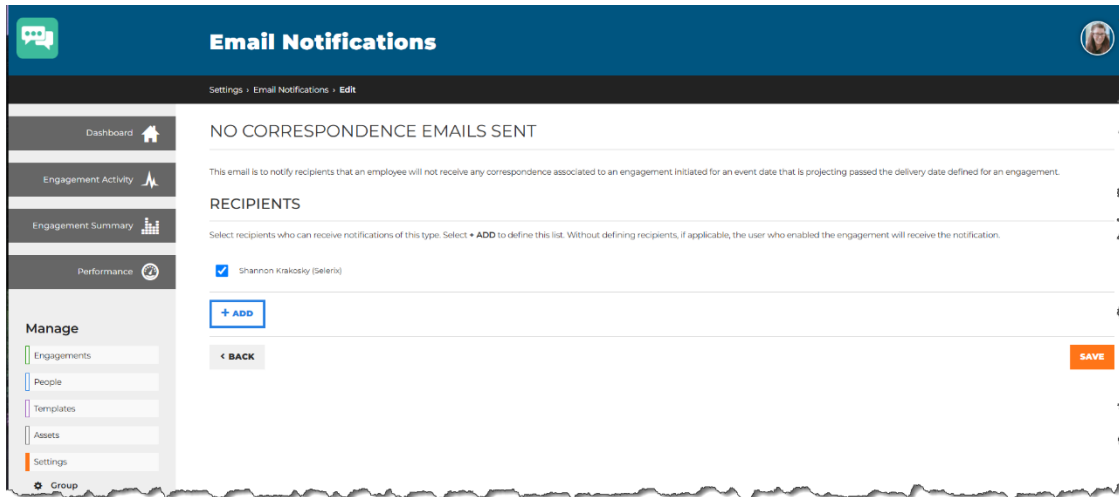 Email Notifications
Settings › Email Notifications › Edit
Dashboard
Engagement Activity
Engagement Summary
Performance
Manage
Engagements
People
Templates
Assets
Settings
Group
NO CORRESPONDENCE EMAILS SENT
This email is to notify recipients that an employee will not receive any correspondence associated to an engagement initiated for an event date that is projecting passed the delivery date defined for an engagement.
RECIPIENTS
Select recipients who can receive notifications of this type. Select + ADD to define this list. Without defining recipients, if applicable, the user who enabled the engagement will receive the notification.
Shannon Krakosky (Selerix)
+ ADD
‹ BACK
SAVE